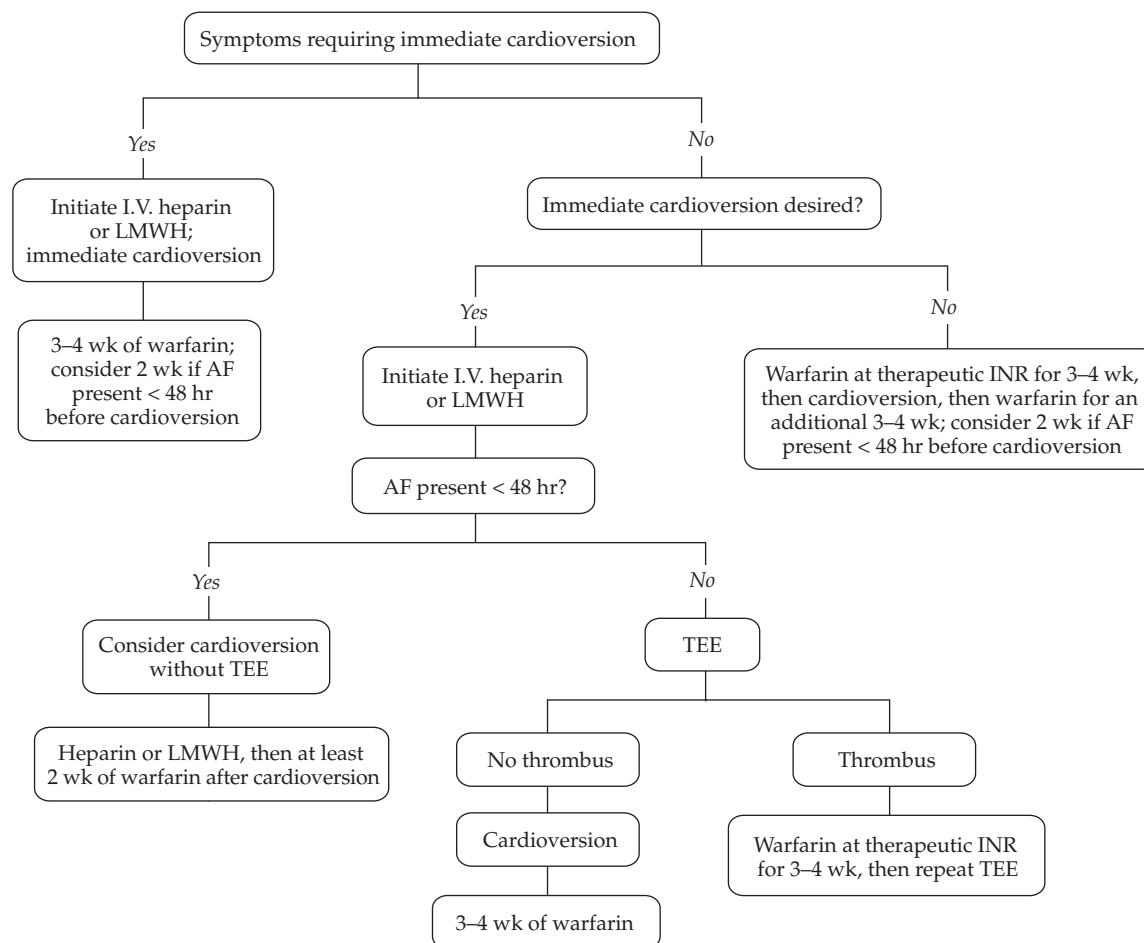 Symptoms requiring immediate cardioversion
Yes
No
Initiate I.V. heparin
or LMWH;
immediate cardioversion
Immediate cardioversion desired?
Yes
No
3–4 wk of warfarin;
consider 2 wk if AF
present < 48 hr
before cardioversion
Initiate I.V. heparin
or LMWH
Warfarin at therapeutic INR for 3–4 wk,
then cardioversion, then warfarin for an
additional 3–4 wk; consider 2 wk if AF
present < 48 hr before cardioversion
AF present < 48 hr?
Yes
No
Consider cardioversion
without TEE
TEE
Heparin or LMWH, then at least
2 wk of warfarin after cardioversion
No thrombus
Thrombus
Cardioversion
Warfarin at therapeutic INR
for 3–4 wk, then repeat TEE
3–4 wk of warfarin